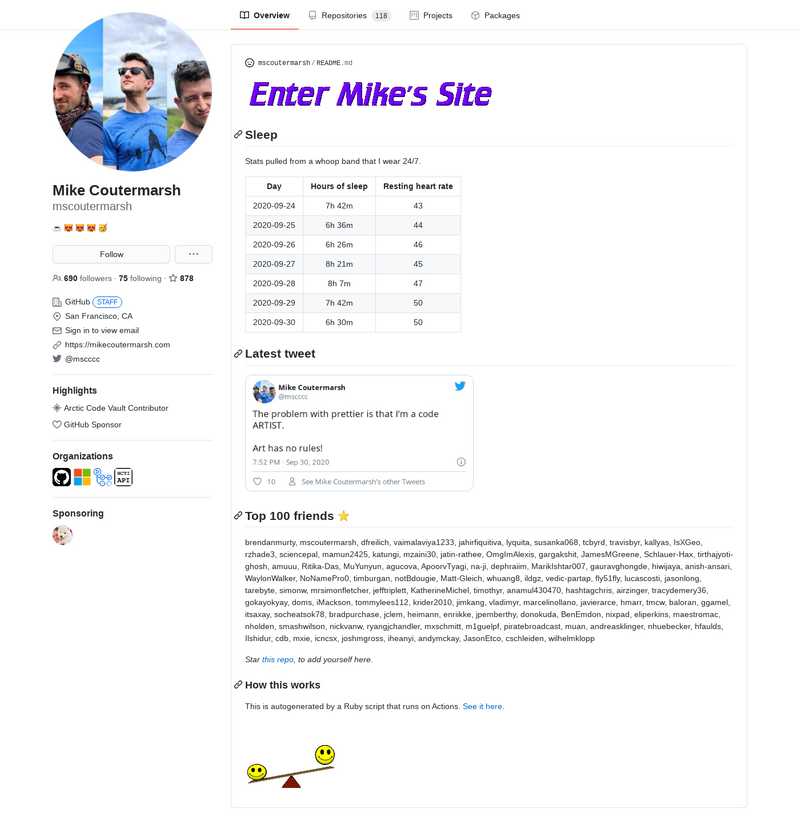 Overview Repositories 118 Projects Packages
Mike Coutermarsh
mscoutermarsh
Follow
690 followers · 75 following · 878
GitHub STAFF
San Francisco, CA
Sign in to view email
https://mikecoutermarsh.com
@mscccc
Highlights
Arctic Code Vault Contributor
GitHub Sponsor
Organizations
HCTI
API
Sponsoring
mscoutermarsh / README.md
Enter Mike's Site
Sleep
Stats pulled from a whoop band that I wear 24/7.
Day Hours of sleep Resting heart rate
2020-09-24 7h 42m 43
2020-09-25 6h 36m 44
2020-09-26 6h 26m 46
2020-09-27 8h 21m 45
2020-09-28 8h 7m 47
2020-09-29 7h 42m 50
2020-09-30 6h 30m 50
Latest tweet
Mike Coutermarsh
@mscccc
The problem with prettier is that I'm a code
ARTIST.
Art has no rules!
7:52 PM · Sep 30, 2020
10 See Mike Coutermarsh's other Tweets
Top 100 friends ⭐
brendanmurty, mscoutermarsh, dfreilich, vaimalaviya1233, jahirfiquitiva, lyquita, susanka068, tcbyrd, travisbyr, kallyas, IsXGeo,
rzhade3, sciencepal, mamun2425, katungi, mzaini30, jatin-rathee, OmgImAlexis, gargakshit, JamesMGreene, Schlauer-Hax, tirthajyoti-
ghosh, amuuu, Ritika-Das, MuYunyun, agucova, ApoorvTyagi, na-ji, dephraiim, MarikIshtar007, gauravghongde, hiwijaya, anish-ansari,
WaylonWalker, NoNamePro0, timburgan, notBdougie, Matt-Gleich, whuang8, ildgz, vedic-partap, fly51fly, lucascosti, jasonlong,
tarebyte, simonw, mrsimonfletcher, jefftriplett, KatherineMichel, timothyr, anamul430470, hashtagchris, airzinger, tracydemery36,
gokayokyay, doms, iMackson, tommylees112, krider2010, jimkang, vladimyr, marcelinollano, javierarce, hmarr, tmcw, baloran, ggamel,
itsaxay, socheatsok78, bradpurchase, jclem, heimann, enriikke, jpemberthy, donokuda, BenEmdon, nixpad, eliperkins, maestromac,
nholden, smashwilson, nickvanw, ryangjchandler, mxschmitt, m1guelpf, piratebroadcast, muan, andreasklinger, nhuebecker, hfaulds,
IIshidur, cdb, mxie, icncsx, joshmgross, iheanyi, andymckay, JasonEtco, cschleiden, wilhelmklopp
Star this repo, to add yourself here.
How this works
This is autogenerated by a Ruby script that runs on Actions. See it here.